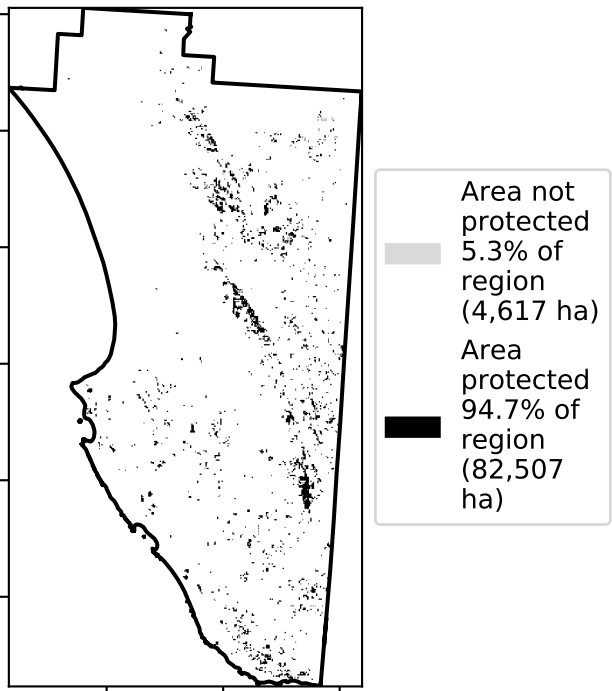 Area not
protected
5.3% of
region
(4,617 ha)
Area
protected
94.7% of
region
(82,507
ha)